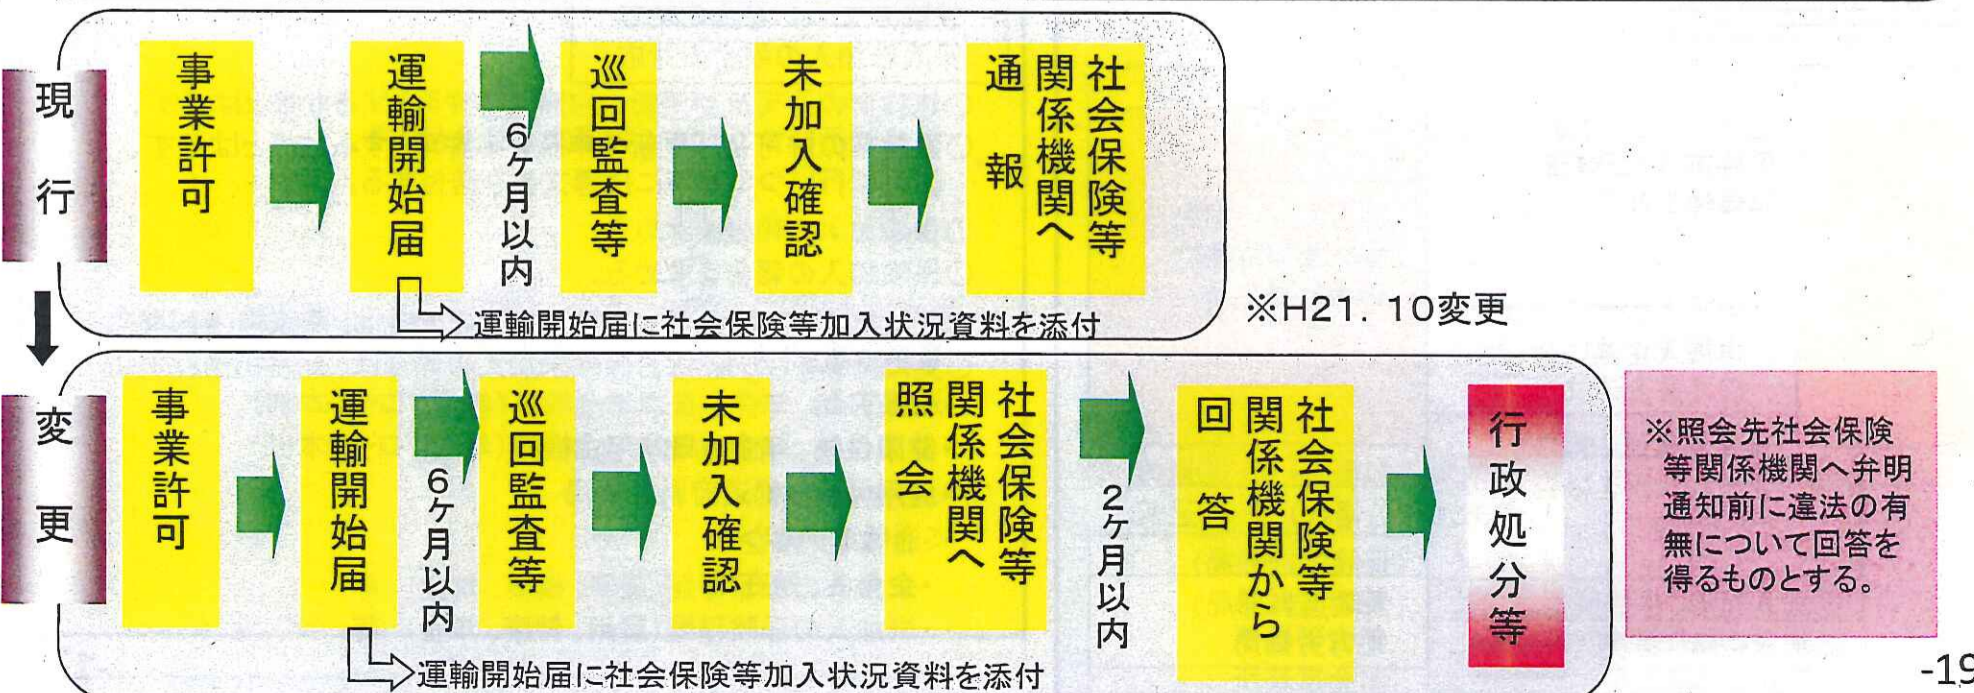 現行
事業許可
運輸開始届
6ヶ月以内
巡回監査等
未加入確認
社会保険等
関係機関へ
通報
運輸開始届に社会保険等加入状況資料を添付
※H21.10変更
変更
事業許可
運輸開始届
6ヶ月以内
巡回監査等
未加入確認
社会保険等
関係機関へ
照会
2ヶ月以内
社会保険等
関係機関から
回答
行政処分等
運輸開始届に社会保険等加入状況資料を添付
※照会先社会保険
等関係機関へ弁明
通知前に違法の有
無について回答を
得るものとする。
-19